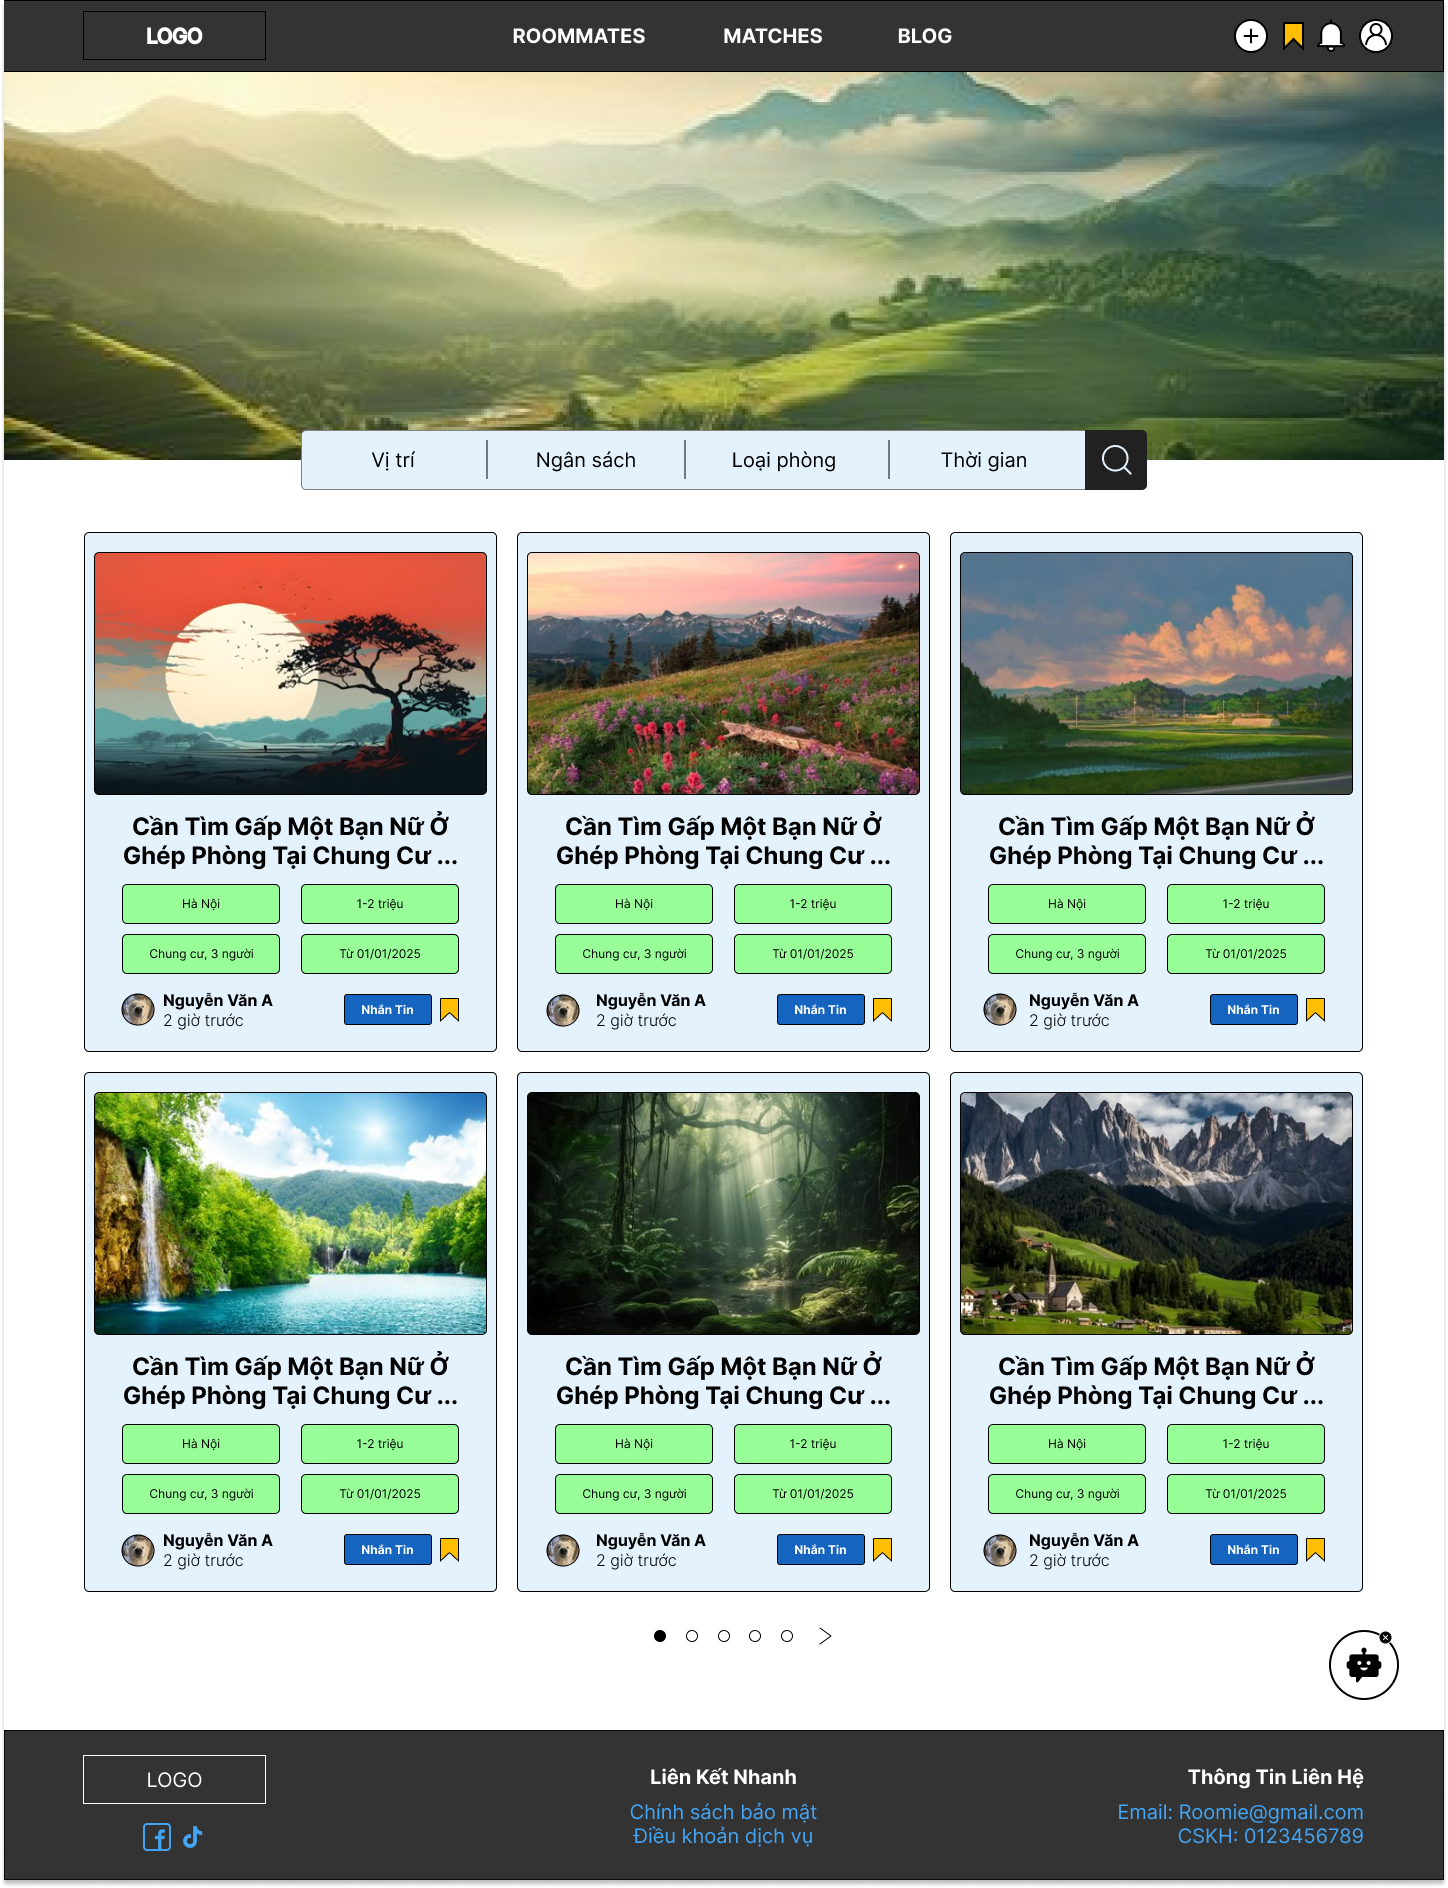 LOGO
ROOMMATES
MATCHES
BLOG
Vị trí
Ngân sách
Loại phòng
Thời gian
Cần Tìm Gấp Một Bạn Nữ Ở
Ghép Phòng Tại Chung Cư ...
Hà Nội
1-2 triệu
Chung cư, 3 người
Từ 01/01/2025
Nguyễn Văn A
2 giờ trước
Nhắn Tin
Cần Tìm Gấp Một Bạn Nữ Ở
Ghép Phòng Tại Chung Cư ...
Hà Nội
1-2 triệu
Chung cư, 3 người
Từ 01/01/2025
Nguyễn Văn A
2 giờ trước
Nhắn Tin
Cần Tìm Gấp Một Bạn Nữ Ở
Ghép Phòng Tại Chung Cư ...
Hà Nội
1-2 triệu
Chung cư, 3 người
Từ 01/01/2025
Nguyễn Văn A
2 giờ trước
Nhắn Tin
Cần Tìm Gấp Một Bạn Nữ Ở
Ghép Phòng Tại Chung Cư ...
Hà Nội
1-2 triệu
Chung cư, 3 người
Từ 01/01/2025
Nguyễn Văn A
2 giờ trước
Nhắn Tin
Cần Tìm Gấp Một Bạn Nữ Ở
Ghép Phòng Tại Chung Cư ...
Hà Nội
1-2 triệu
Chung cư, 3 người
Từ 01/01/2025
Nguyễn Văn A
2 giờ trước
Nhắn Tin
Cần Tìm Gấp Một Bạn Nữ Ở
Ghép Phòng Tại Chung Cư ...
Hà Nội
1-2 triệu
Chung cư, 3 người
Từ 01/01/2025
Nguyễn Văn A
2 giờ trước
Nhắn Tin
LOGO
Liên Kết Nhanh
Chính sách bảo mật
Điều khoản dịch vụ
Thông Tin Liên Hệ
Email: Roomie@gmail.com
CSKH: 0123456789